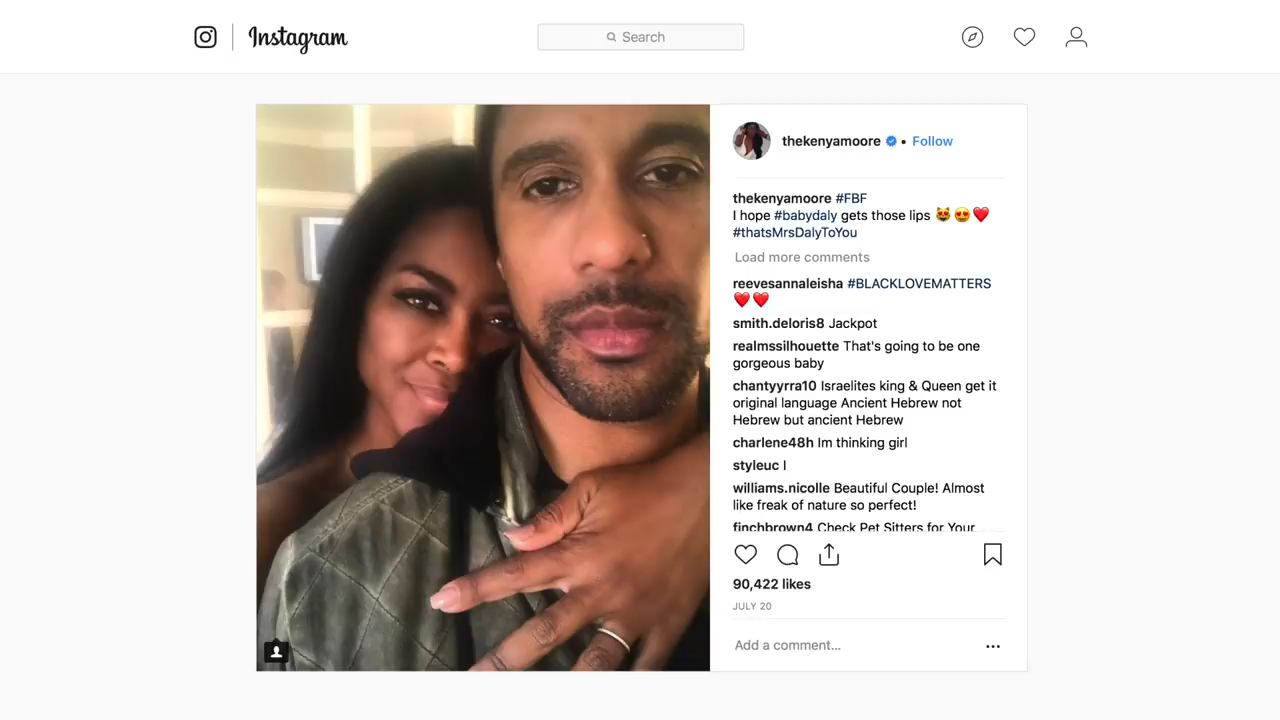 Instagram
Search
thekenyamoore • Follow
thekenyamoore #FBF
I hope #babydaly gets those lips 😻😍❤️
#thatsMrsDalyToYou
Load more comments
reevesannaleisha #BLACKLOVEMATTERS
❤️❤️
smith.deloris8 Jackpot
realmssilhouette That's going to be one
gorgeous baby
chantyyrra10 Israelites king & Queen get it
original language Ancient Hebrew not
Hebrew but ancient Hebrew
charlene48h Im thinking girl
styleuc I
williams.nicolle Beautiful Couple! Almost
like freak of nature so perfect!
finchbrown4 Check Pet Sitters for Your
90,422 likes
JULY 20
Add a comment...